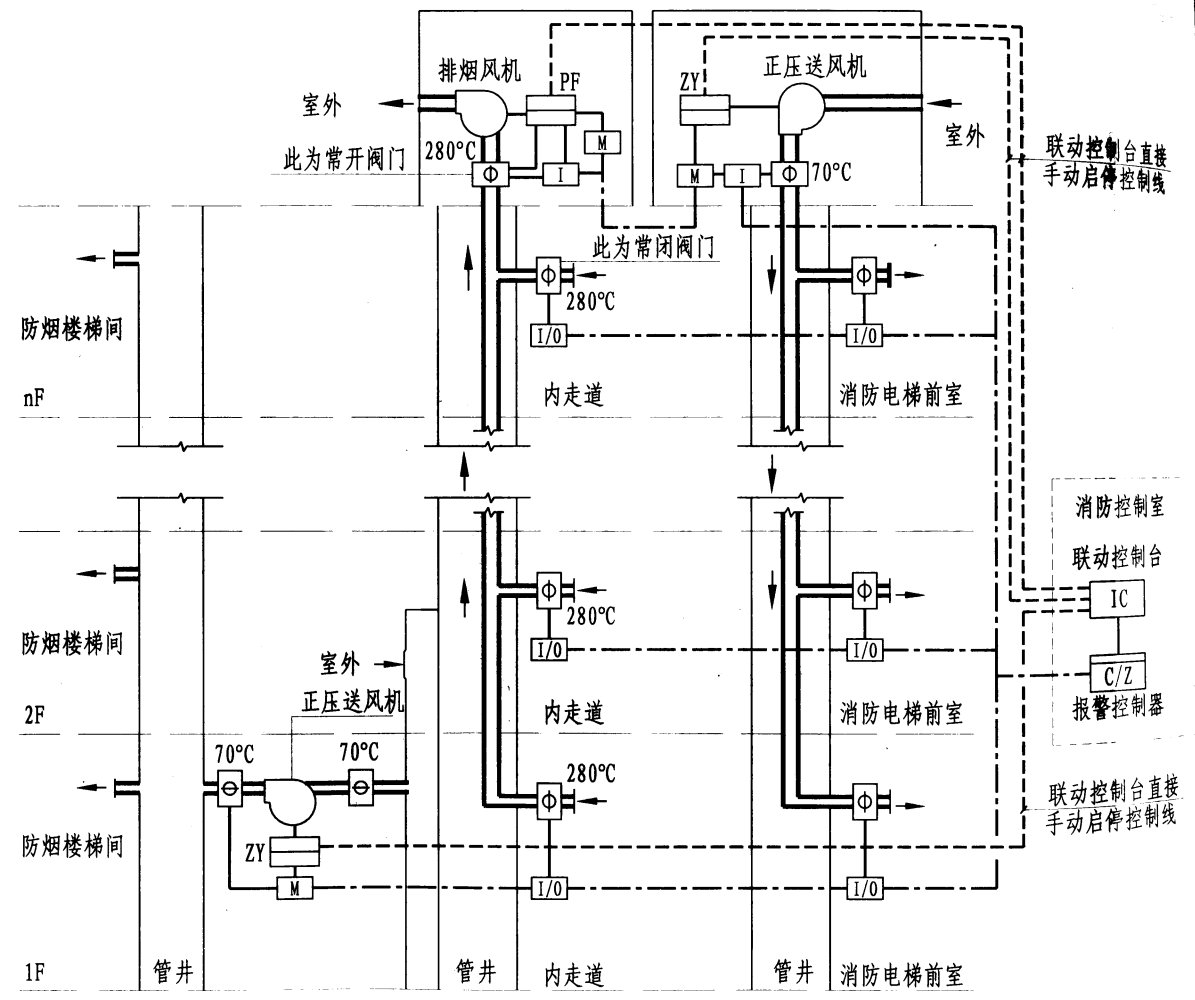 排烟风机
PF
ZY
正压送风机
室外
室外
M
此为常开阀门
280°C
Φ
I
M
I
Φ
70°C
联动控制台直接
手动启停控制线
此为常闭阀门
Φ
280°C
Φ
防烟楼梯间
I/O
I/O
nF
内走道
消防电梯前室
消防控制室
联动控制台
Φ
280°C
Φ
IC
防烟楼梯间
I/O
I/O
室外
C/Z
正压送风机
2F
内走道
消防电梯前室
报警控制器
70°C
70°C
280°C
Φ
Φ
Φ
Φ
联动控制台直接
手动启停控制线
防烟楼梯间
ZY
M
I/O
I/O
1F
管井
管井
内走道
管井
消防电梯前室